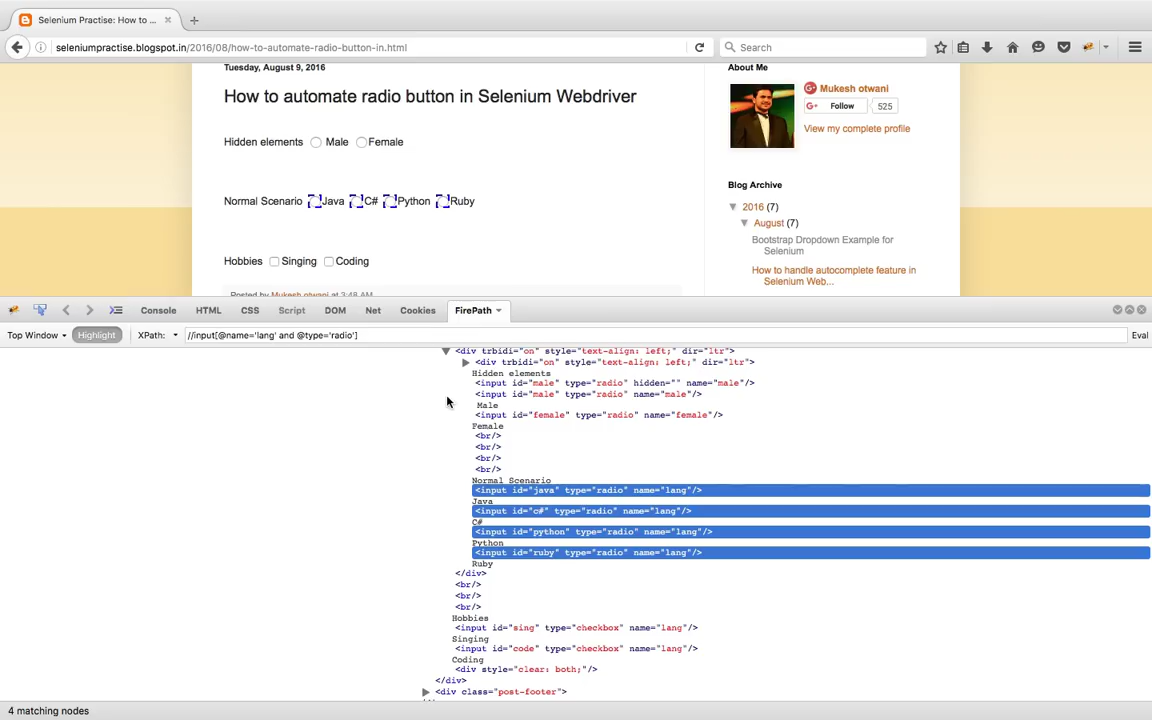 Selenium Practise: How to ... ×
seleniumpractise.blogspot.in/2016/08/how-to-automate-radio-button-in.html
Search
Tuesday, August 9, 2016
How to automate radio button in Selenium Webdriver
Hidden elements Male Female
Normal Scenario Java C# Python Ruby
Hobbies Singing Coding
Posted by Mukesh otwani at 3:48 AM
About Me
Mukesh otwani
G+ Follow 525
View my complete profile
Blog Archive
▼ 2016 (7)
▼ August (7)
Bootstrap Dropdown Example for
Selenium
How to handle autocomplete feature in
Selenium Web...
Console HTML CSS Script DOM Net Cookies FirePath
Top Window Highlight XPath: //input[@name='lang' and @type='radio'] Eval
<div trbidi="on" style="text-align: left;" dir="ltr">
<div trbidi="on" style="text-align: left;" dir="ltr">
Hidden elements
<input id="male" type="radio" hidden="" name="male"/>
<input id="male" type="radio" name="male"/>
Male
<input id="female" type="radio" name="female"/>
Female
<br/>
<br/>
<br/>
<br/>
Normal Scenario
<input id="java" type="radio" name="lang"/>
Java
<input id="c#" type="radio" name="lang"/>
C#
<input id="python" type="radio" name="lang"/>
Python
<input id="ruby" type="radio" name="lang"/>
Ruby
</div>
<br/>
<br/>
<br/>
Hobbies
<input id="sing" type="checkbox" name="lang"/>
Singing
<input id="code" type="checkbox" name="lang"/>
Coding
<div style="clear: both;"/>
</div>
<div class="post-footer">
4 matching nodes